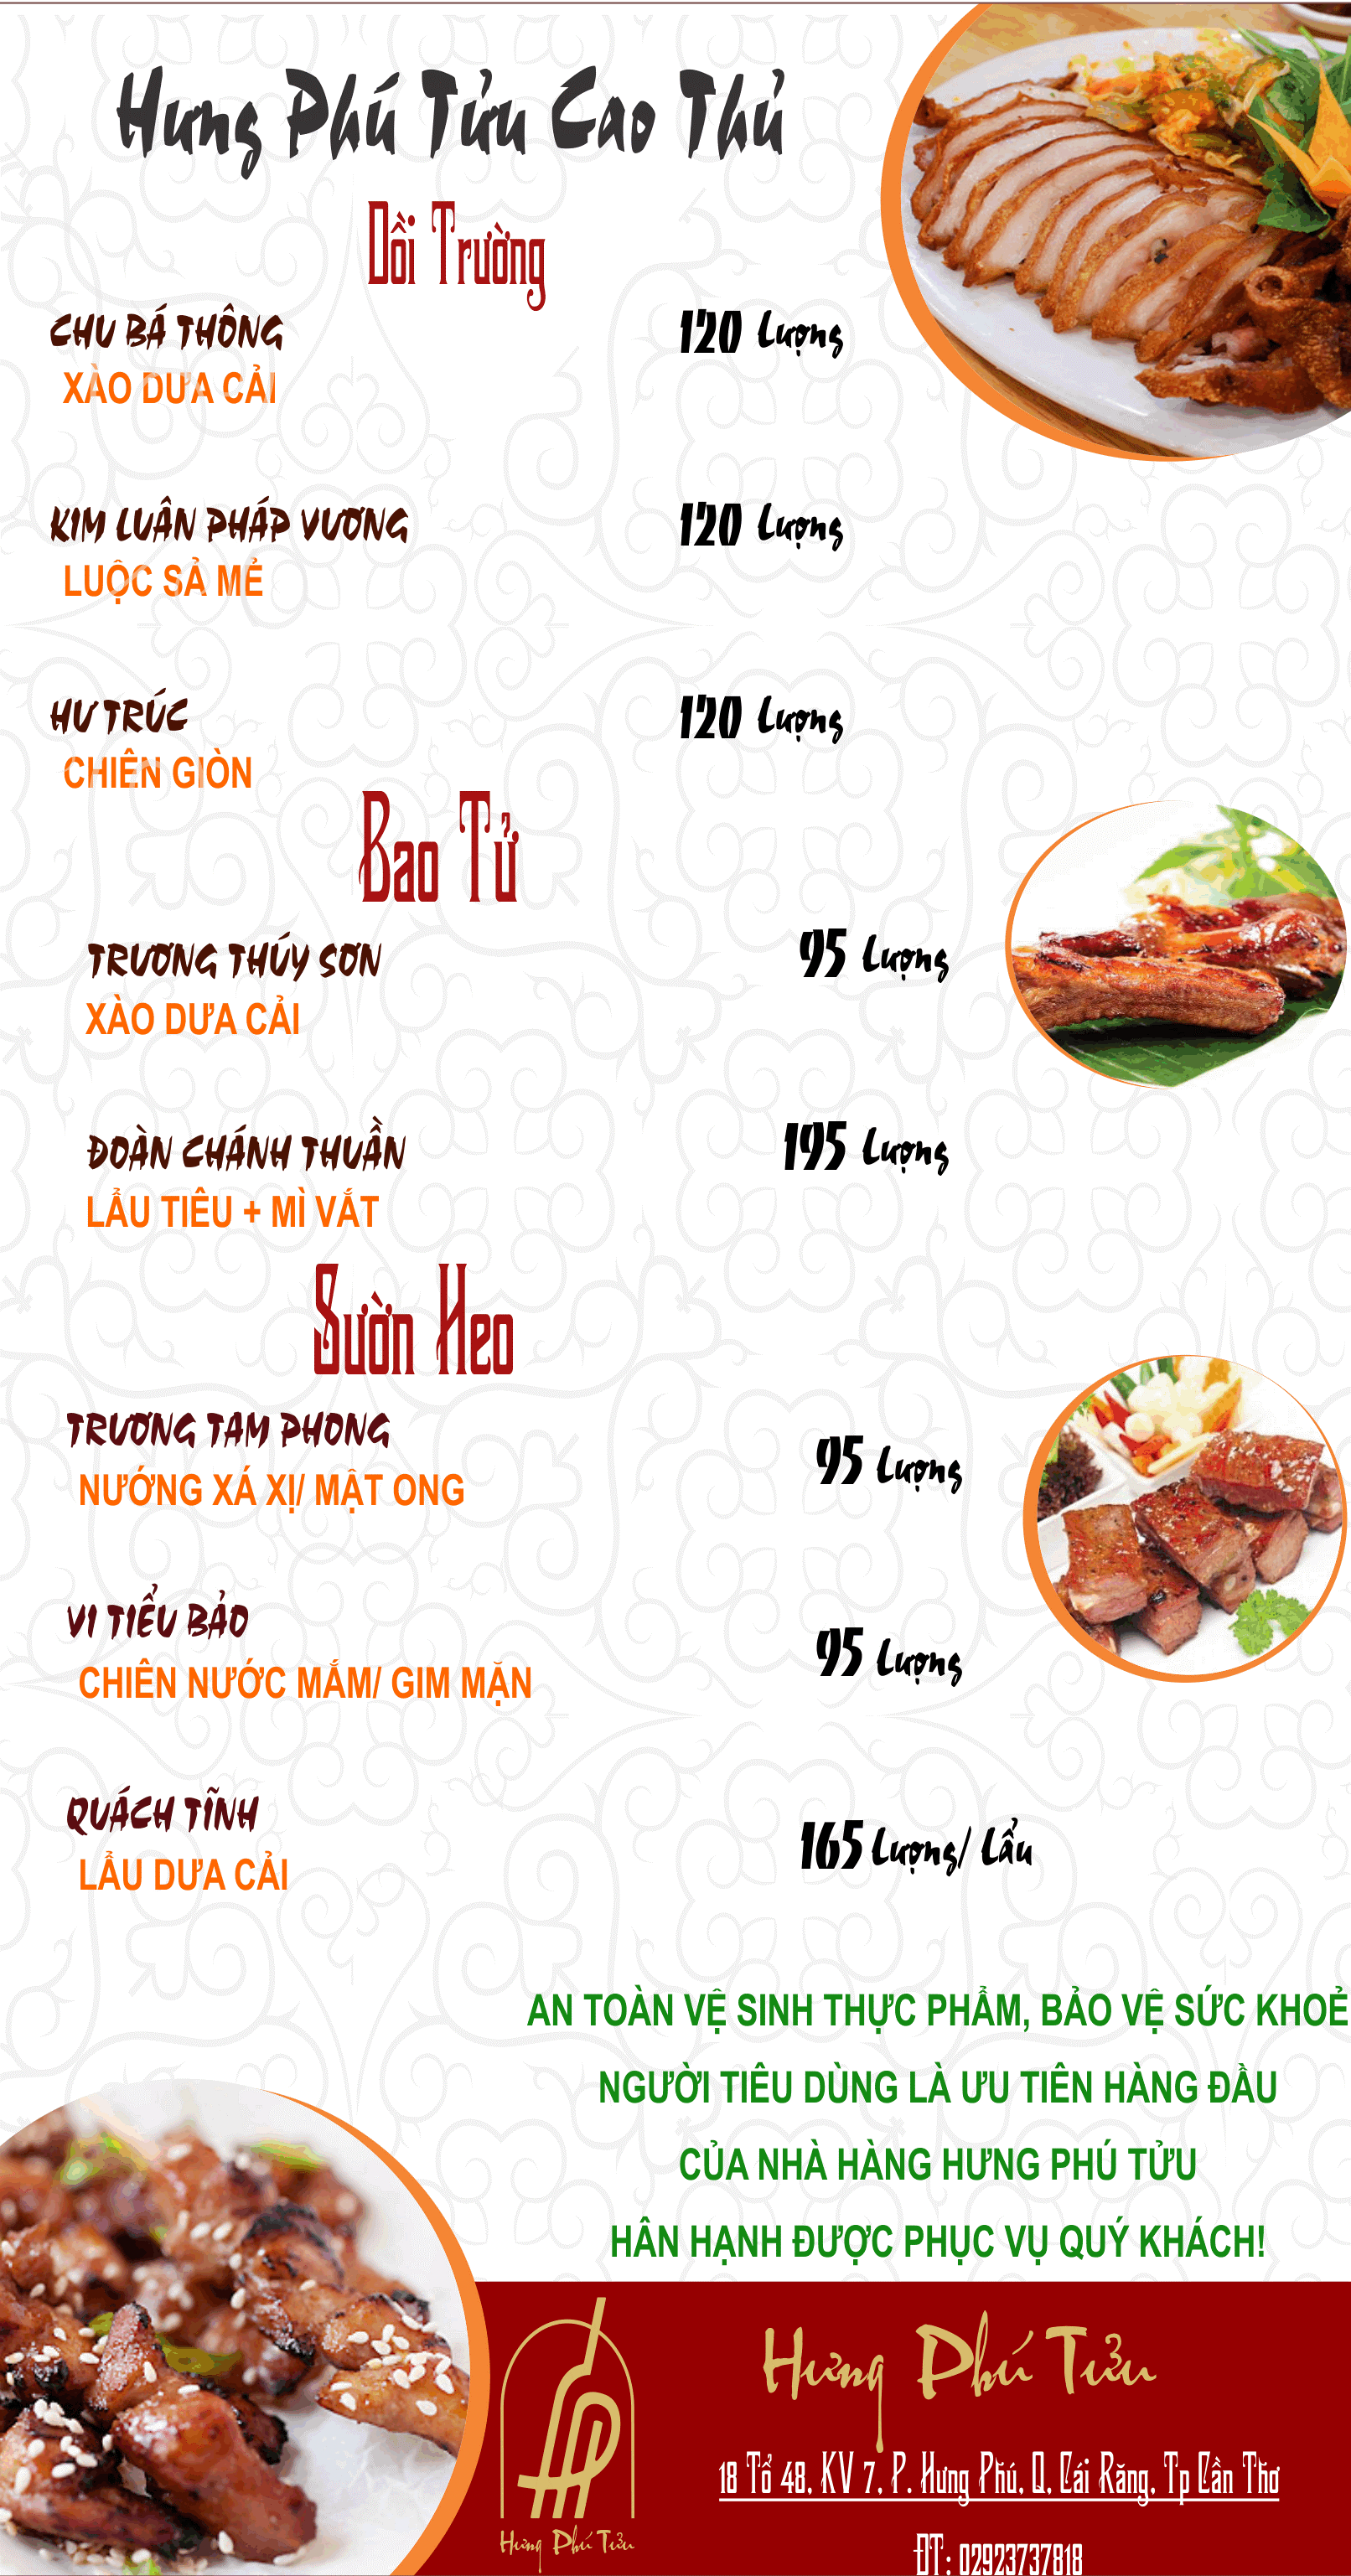 Hưng Phú Tửu Cao Thủ
Dồi Trường
CHU BÁ THÔNG 120 Lượng
XÀO DƯA CẢI
KIM LUÂN PHÁP VƯƠNG 120 Lượng
LUỘC SẢ MẺ
HƯ TRÚC 120 Lượng
CHIÊN GIÒN
Bao Tử
TRƯƠNG THÚY SƠN 95 Lượng
XÀO DƯA CẢI
ĐOÀN CHÁNH THUẦN 195 Lượng
LẨU TIÊU + MÌ VẮT
Sườn Heo
TRƯƠNG TAM PHONG 95 Lượng
NƯỚNG XÁ XỊ/ MẬT ONG
VI TIỂU BẢO 95 Lượng
CHIÊN NƯỚC MẮM/ GIM MẶN
QUÁCH TĨNH 165 Lượng/ Lẩu
LẨU DƯA CẢI
AN TOÀN VỆ SINH THỰC PHẨM, BẢO VỆ SỨC KHOẺ
NGƯỜI TIÊU DÙNG LÀ ƯU TIÊN HÀNG ĐẦU
CỦA NHÀ HÀNG HƯNG PHÚ TỬU
HÂN HẠNH ĐƯỢC PHỤC VỤ QUÝ KHÁCH!
Hưng Phú Tửu
18 Tổ 48, KV 7, P. Hưng Phú, Q, Cái Răng, Tp Cần Thơ
Hưng Phú Tửu
ĐT: 02923737818